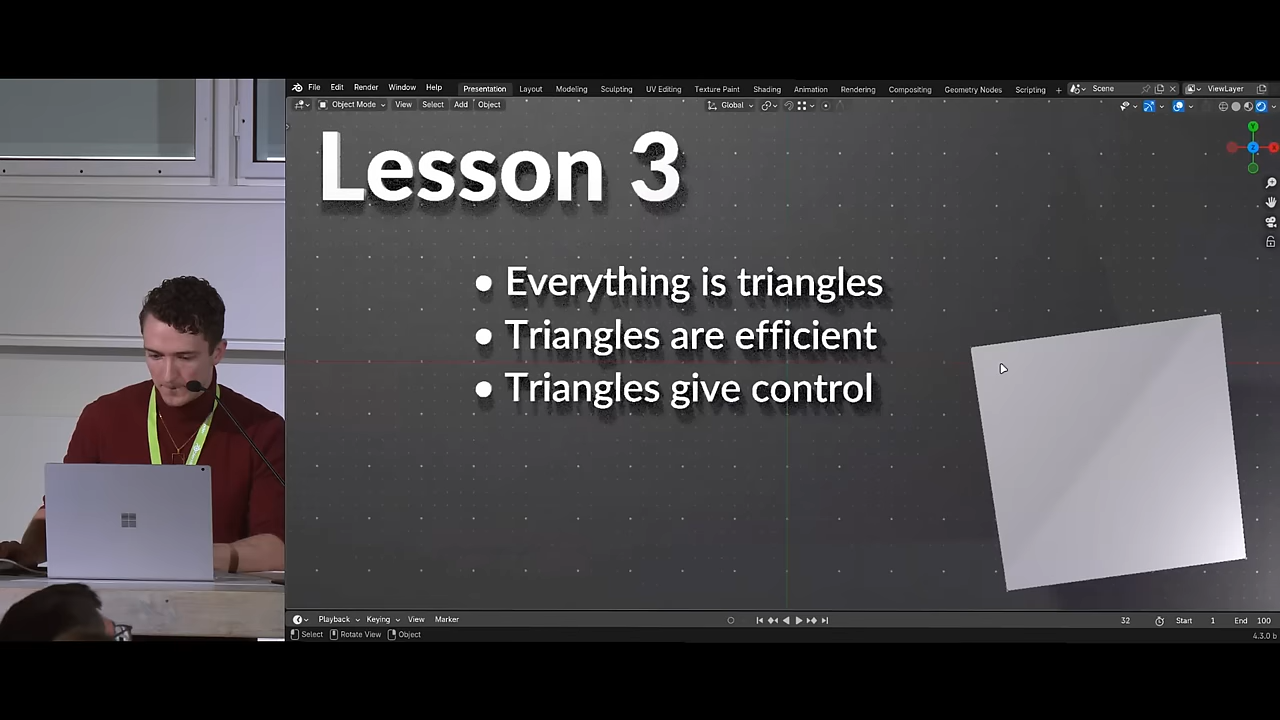 File Edit Render Window Help Presentation Layout Modeling Sculpting UV Editing Texture Paint Shading Animation Rendering Compositing Geometry Nodes Scripting + Scene ViewLayer
Object Mode View Select Add Object Global
Lesson 3
• Everything is triangles
• Triangles are efficient
• Triangles give control
Y
Z
X
Playback Keying View Marker 32 Start 1 End 100
Select Rotate View Object 4.3.0 b